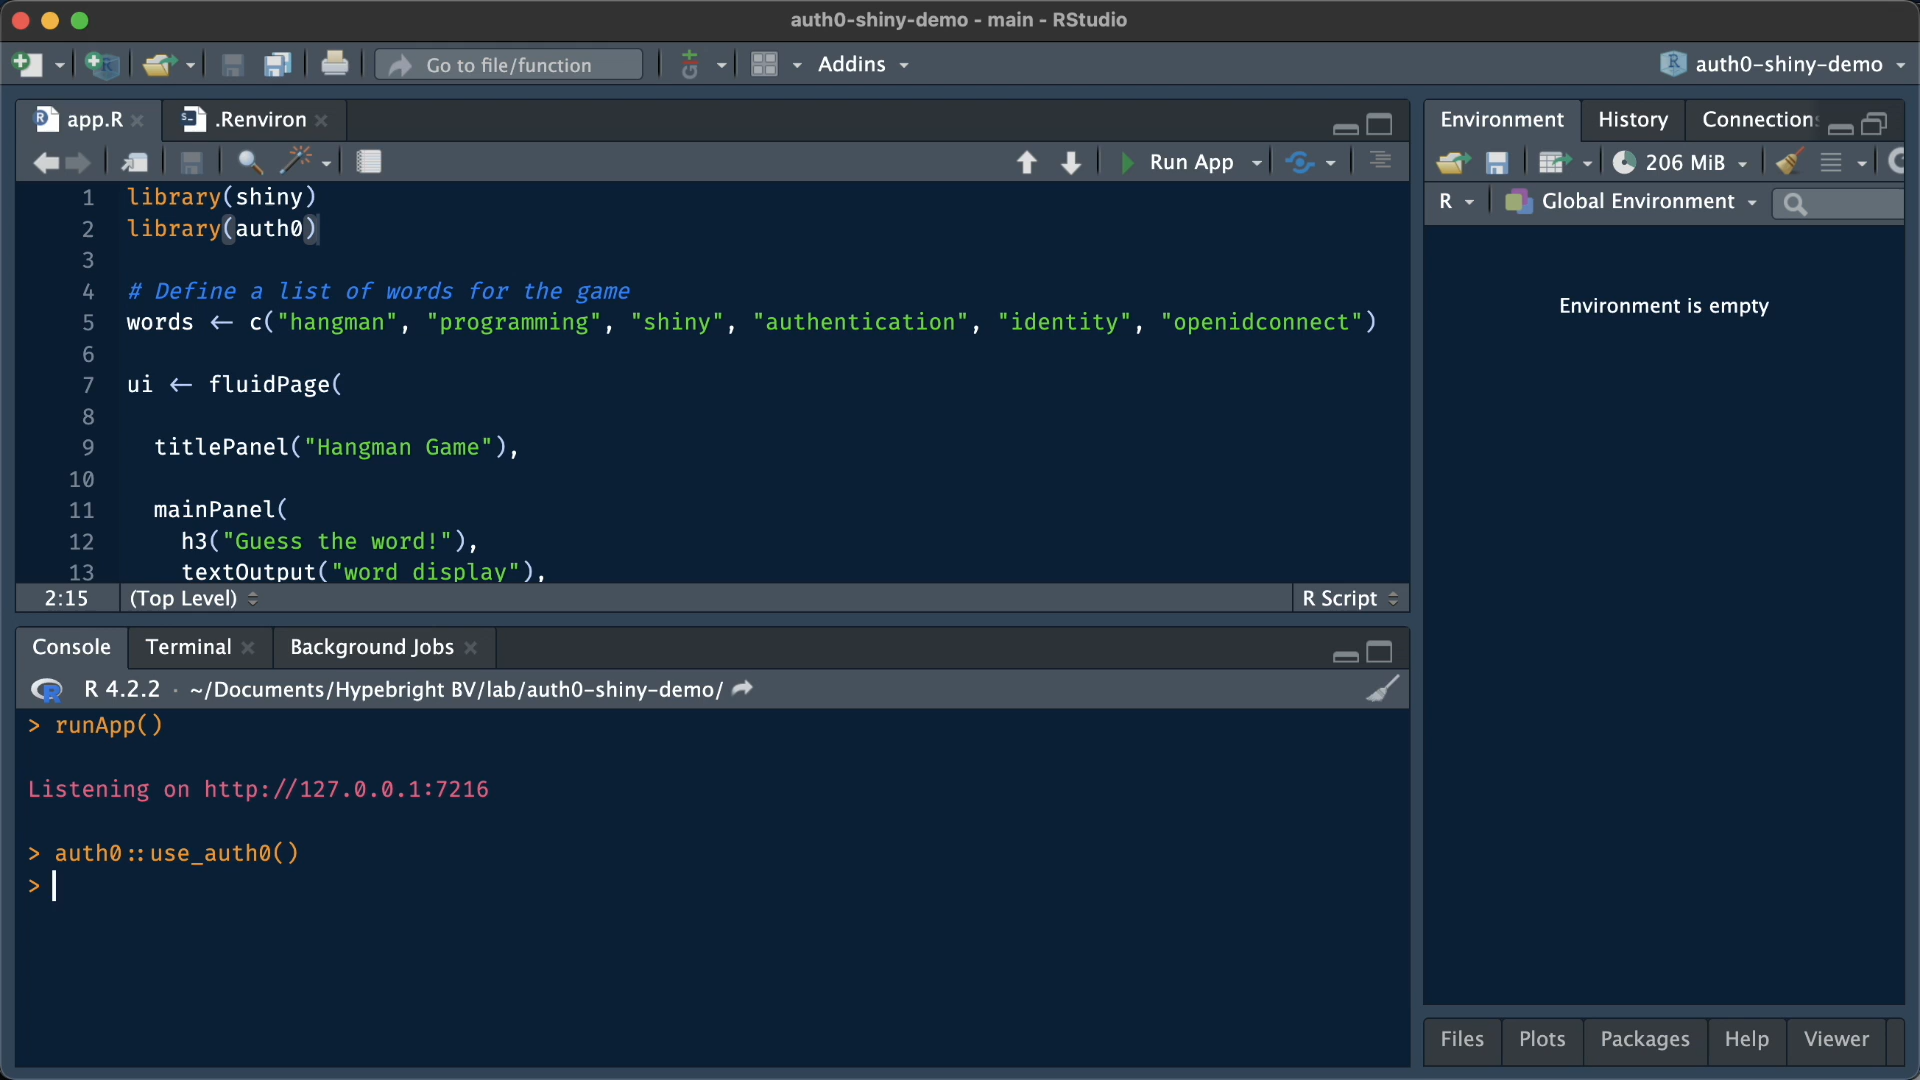 auth0-shiny-demo - main - RStudio
Go to file/function
Addins
auth0-shiny-demo
app.R
.Renviron
Run App
1 library(shiny)
2 library(auth0)
3
4 # Define a list of words for the game
5 words <- c("hangman", "programming", "shiny", "authentication", "identity", "openidconnect")
6
7 ui <- fluidPage(
8
9 titlePanel("Hangman Game"),
10
11 mainPanel(
12 h3("Guess the word!"),
13 textOutput("word display"),
2:15 (Top Level) R Script
Console Terminal Background Jobs
R 4.2.2 · ~/Documents/Hypebright BV/lab/auth0-shiny-demo/
> runApp()
Listening on http://127.0.0.1:7216
> auth0::use_auth0()
>
Environment History Connection
206 MiB
R Global Environment
Environment is empty
Files Plots Packages Help Viewer